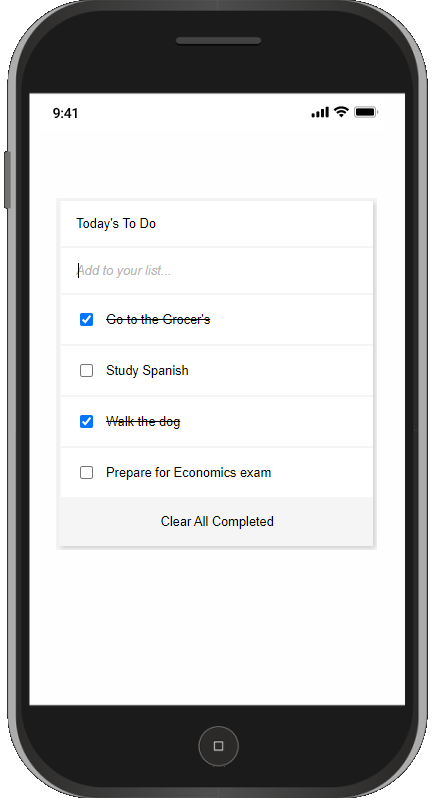 9:41
Today's To Do
Add to your list...
Go to the Grocer's
Study Spanish
Walk the dog
Prepare for Economics exam
Clear All Completed